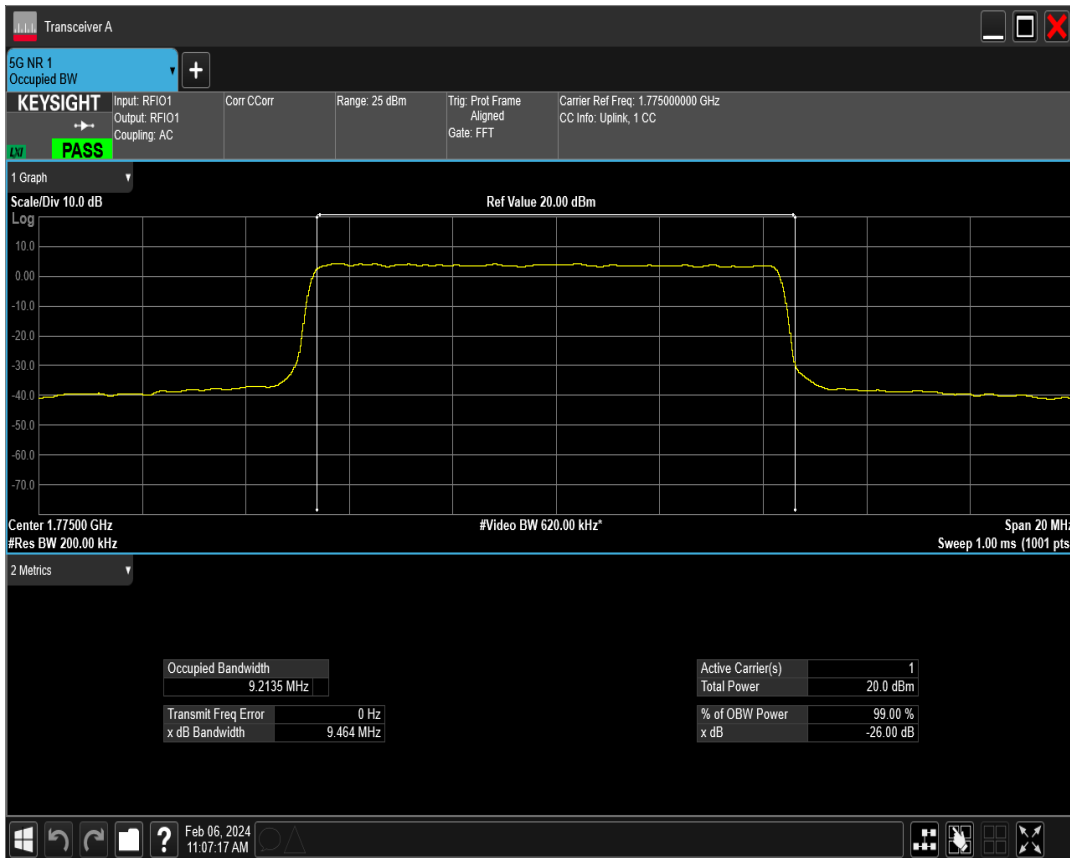 Transceiver A
5G NR 1
Occupied BW
KEYSIGHT
LXI
PASS
Input: RFIO1
Output: RFIO1
Coupling: AC
Corr CCorr
Range: 25 dBm
Trig: Prot Frame
Aligned
Gate: FFT
Carrier Ref Freq: 1.775000000 GHz
CC Info: Uplink, 1 CC
1 Graph
Scale/Div 10.0 dB
Ref Value 20.00 dBm
Log
10.0
0.00
-10.0
-20.0
-30.0
-40.0
-50.0
-60.0
-70.0
Center 1.77500 GHz
#Video BW 620.00 kHz*
Span 20 MHz
#Res BW 200.00 kHz
Sweep 1.00 ms (1001 pts
2 Metrics
Occupied Bandwidth
9.2135 MHz
Transmit Freq Error 0 Hz
x dB Bandwidth 9.464 MHz
Active Carrier(s) 1
Total Power 20.0 dBm
% of OBW Power 99.00 %
x dB -26.00 dB
?
Feb 06, 2024
11:07:17 AM